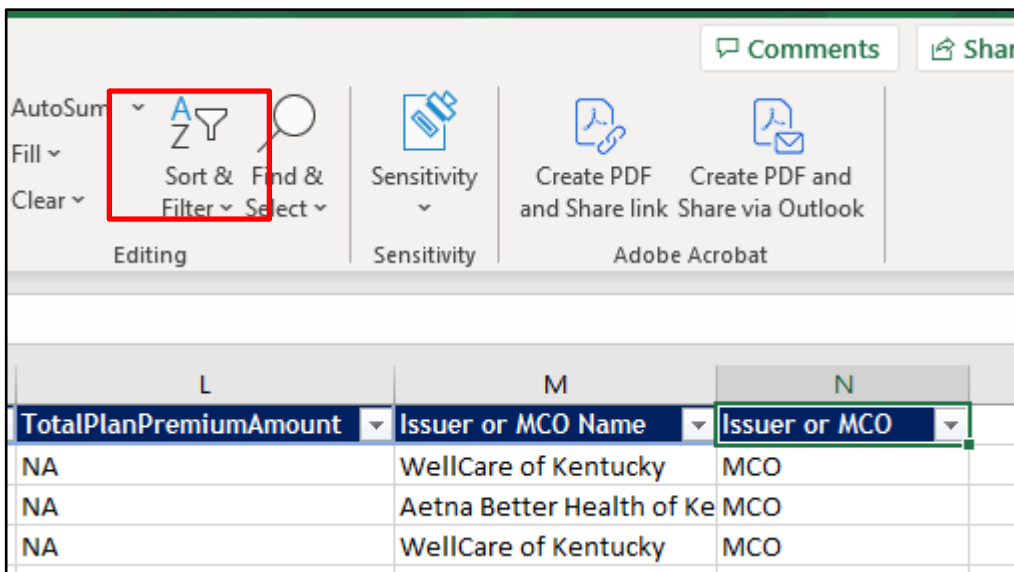 Comments Shar
AutoSum
Fill
Clear
A
Z
Sort &
Filter
Find &
Select
Sensitivity
Create PDF
and Share link
Create PDF and
Share via Outlook
Editing Sensitivity Adobe Acrobat
L M N
TotalPlanPremiumAmount Issuer or MCO Name Issuer or MCO
NA WellCare of Kentucky MCO
NA Aetna Better Health of Ke MCO
NA WellCare of Kentucky MCO